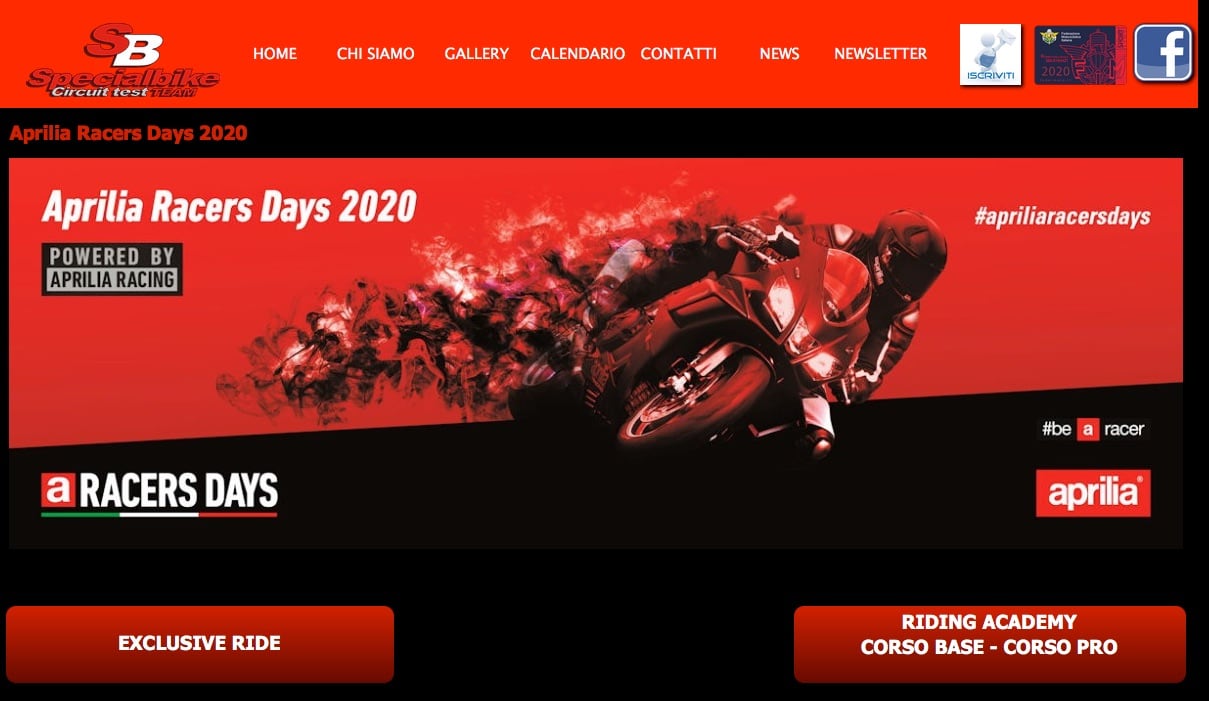 SB
Specialbike
Circuit test TEAM
HOME
CHI SIAMO
GALLERY
CALENDARIO
CONTATTI
NEWS
NEWSLETTER
ISCRIVITI
2020
f
Aprilia Racers Days 2020
Aprilia Racers Days 2020
#apriliaracersdays
POWERED BY
APRILIA RACING
#be a racer
a RACERS DAYS
aprilia®
EXCLUSIVE RIDE
RIDING ACADEMY
CORSO BASE - CORSO PRO